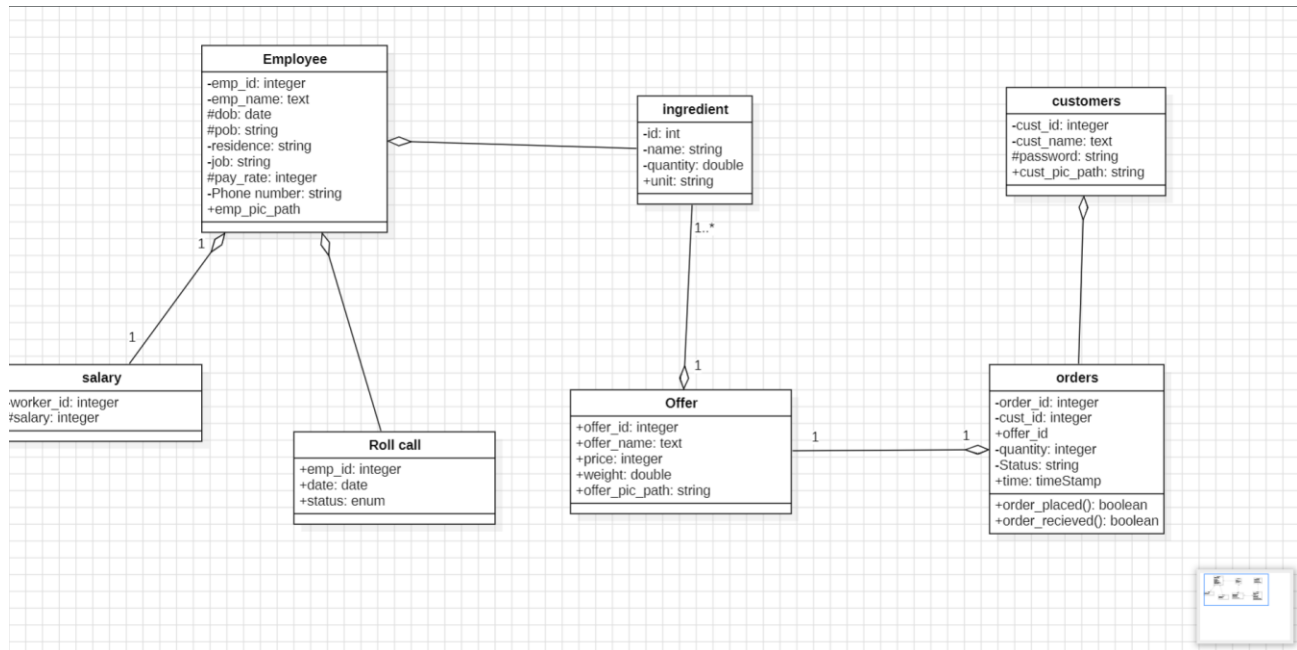 Employee
-emp_id: integer
-emp_name: text
#dob: date
#pob: string
-residence: string
-job: string
#pay_rate: integer
-Phone number: string
+emp_pic_path
ingredient
-id: int
-name: string
-quantity: double
+unit: string
customers
-cust_id: integer
-cust_name: text
#password: string
+cust_pic_path: string
1
1
1..*
1
salary
-worker_id: integer
#salary: integer
Roll call
+emp_id: integer
+date: date
+status: enum
Offer
+offer_id: integer
+offer_name: text
+price: integer
+weight: double
+offer_pic_path: string
1
1
orders
-order_id: integer
-cust_id: integer
+offer_id
-quantity: integer
-Status: string
+time: timeStamp
+order_placed(): boolean
+order_recieved(): boolean